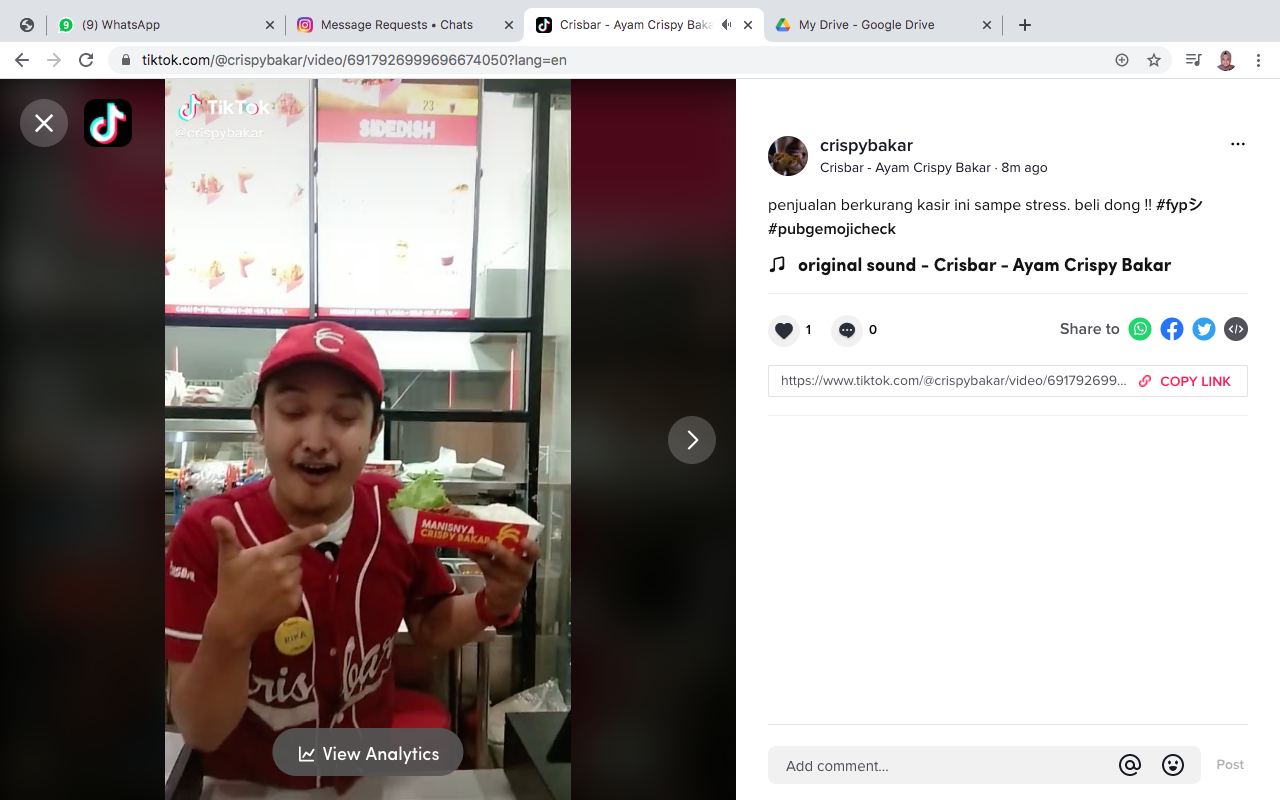 (9) WhatsApp
Message Requests • Chats
Crisbar - Ayam Crispy Baka
My Drive - Google Drive
tiktok.com/@crispybakar/video/6917926999696674050?lang=en
TikTok
@crispybakar
23
SIDEDISH
MANISNYA
CRISPY BAKAR
View Analytics
crispybakar
Crisbar - Ayam Crispy Bakar · 8m ago
penjualan berkurang kasir ini sampe stress. beli dong !! #fypシ
#pubgemojicheck
original sound - Crisbar - Ayam Crispy Bakar
1
0
Share to
https://www.tiktok.com/@crispybakar/video/691792699...
COPY LINK
Add comment...
Post